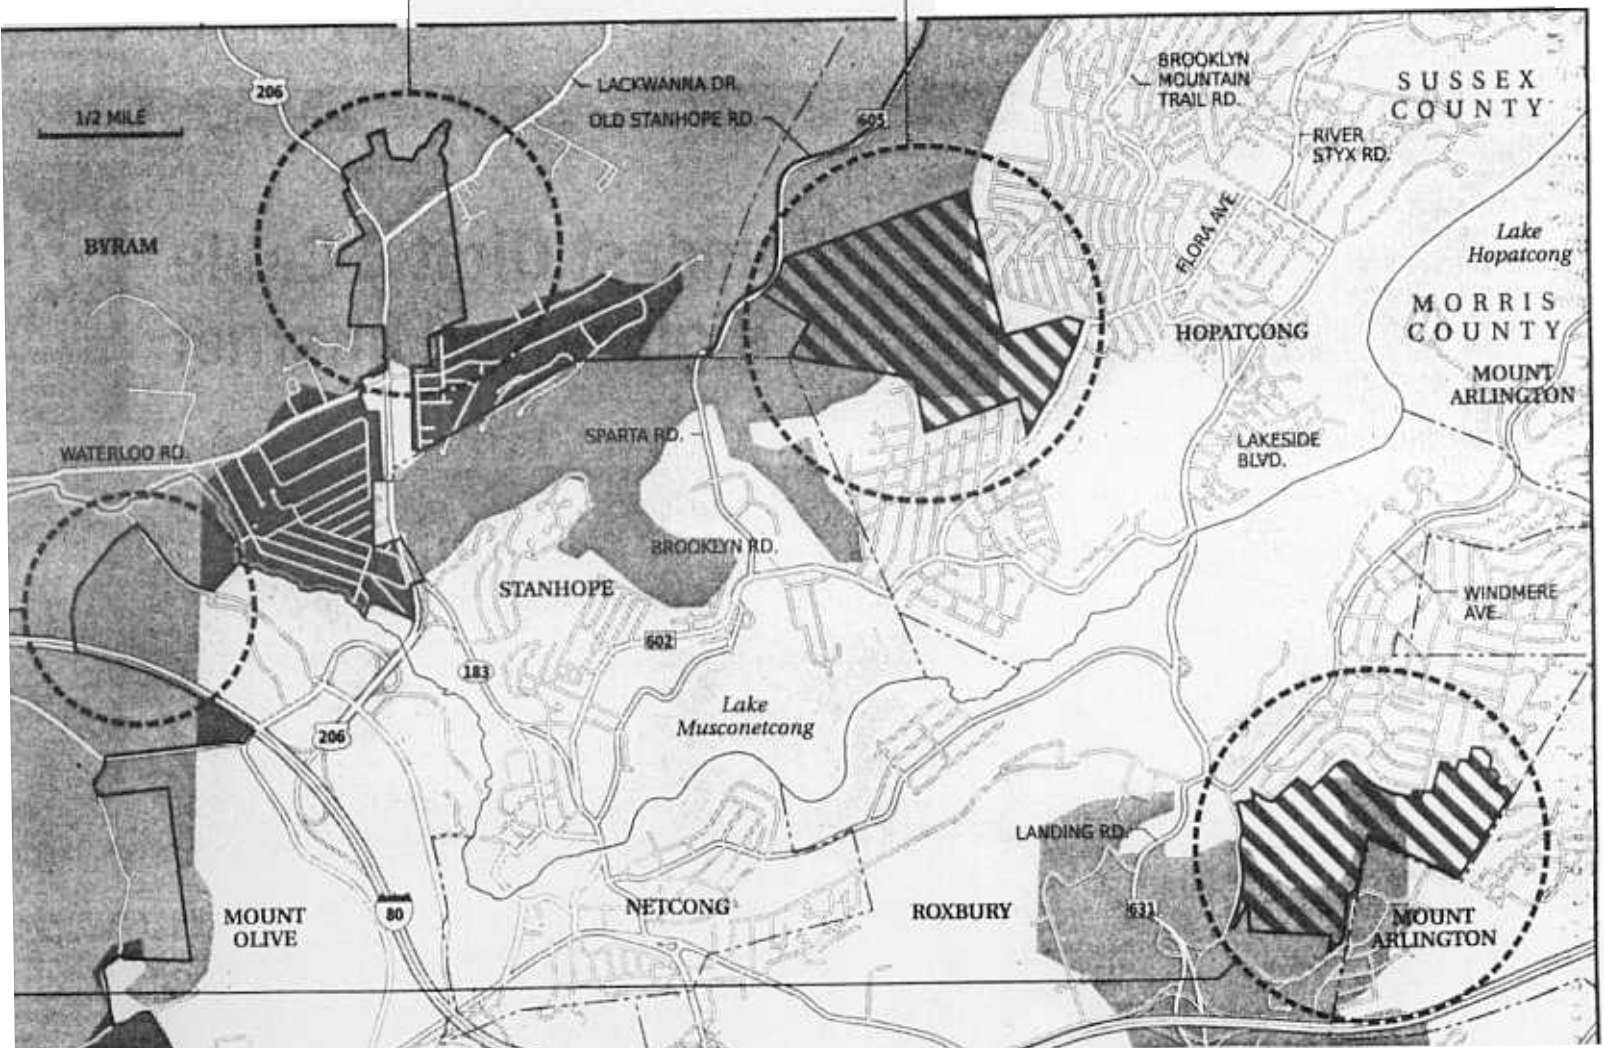 206
LACKWANNA DR.
OLD STANHOPE RD.
605
1/2 MILE
BROOKLYN
MOUNTAIN
TRAIL RD.
SUSSEX
COUNTY
RIVER
STYX RD.
BYRAM
FLORA AVE.
Lake
Hopatcong
MORRIS
COUNTY
HOPATCONG
MOUNT
ARLINGTON
WATERLOO RD.
SPARTA RD.
LAKESIDE
BLVD.
BROOKLYN RD.
STANHOPE
WINDMERE
AVE.
602
183
Lake
Musconetcong
206
LANDING RD.
80
MOUNT
OLIVE
NETCONG
ROXBURY
631
MOUNT
ARLINGTON